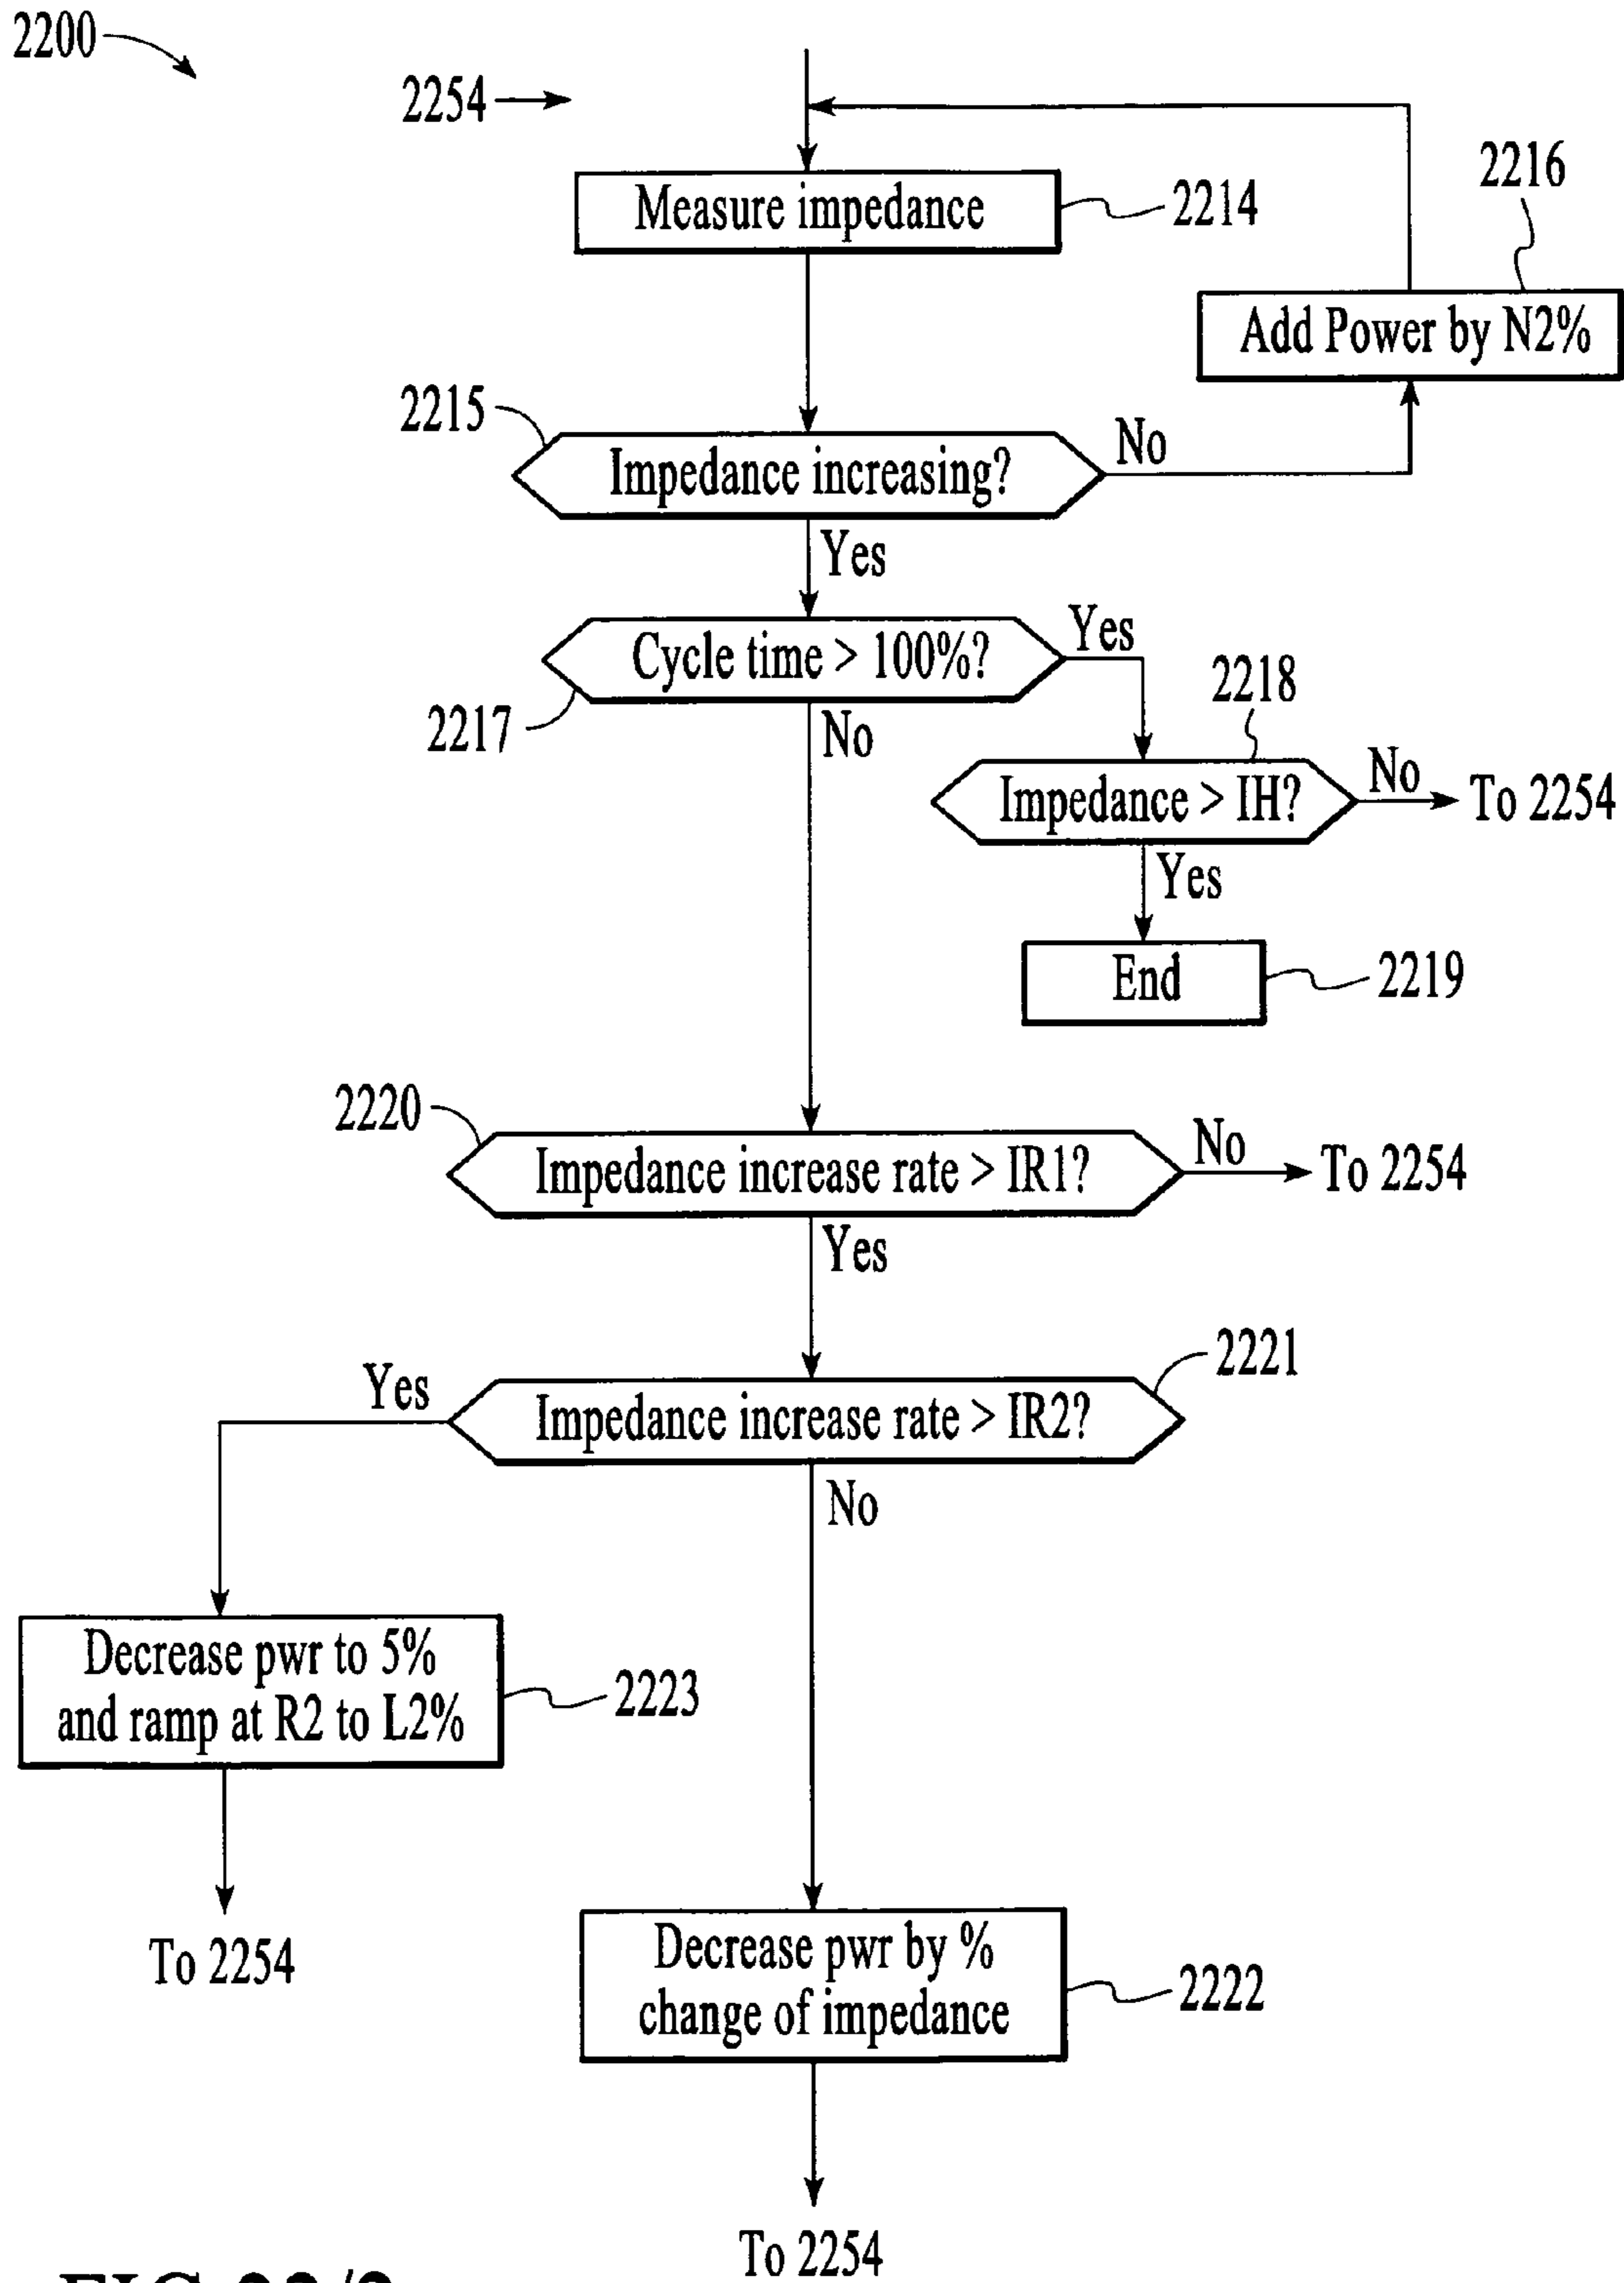 2200
2254
Measure impedance
2214
2216
Add Power by N2%
2215
Impedance increasing?
No
Yes
Cycle time > 100%?
Yes
2217
No
2218
Impedance > IH?
No
To 2254
Yes
End
2219
2220
Impedance increase rate > IR1?
No
To 2254
Yes
2221
Yes
Impedance increase rate > IR2?
No
Decrease pwr to 5%
and ramp at R2 to L2%
2223
To 2254
Decrease pwr by %
change of impedance
2222
To 2254